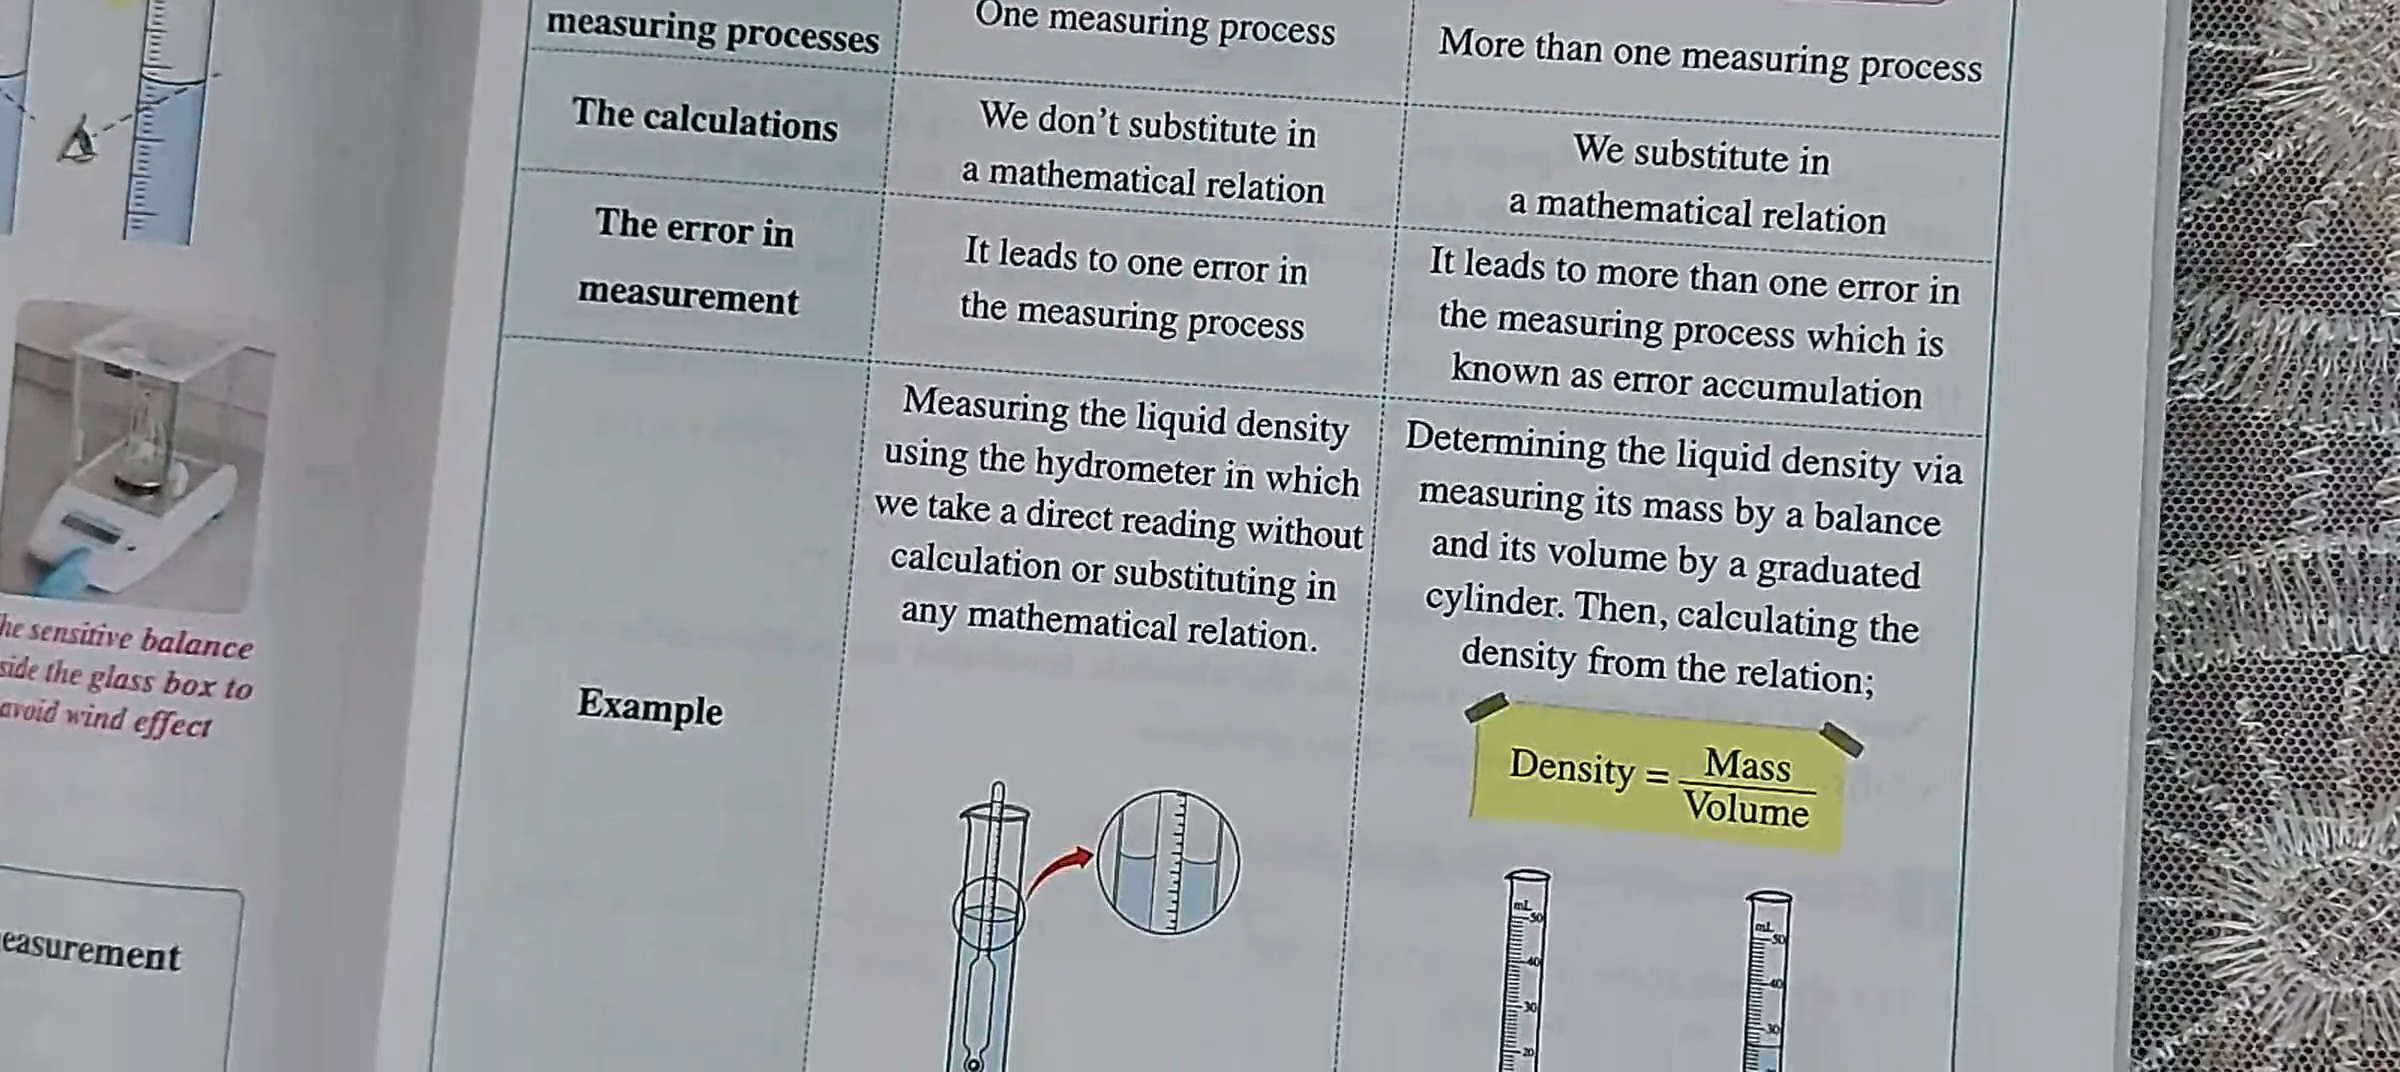 measuring processes
One measuring process
More than one measuring process
The calculations
We don't substitute in
a mathematical relation
We substitute in
a mathematical relation
The error in
measurement
It leads to one error in
the measuring process
It leads to more than one error in
the measuring process which is
known as error accumulation
Example
Measuring the liquid density
using the hydrometer in which
we take a direct reading without
calculation or substituting in
any mathematical relation.
Determining the liquid density via
measuring its mass by a balance
and its volume by a graduated
cylinder. Then, calculating the
density from the relation;
Density = Mass
Volume
mL
50
40
30
20
mL
50
40
30
he sensitive balance
side the glass box to
avoid wind effect
easurement